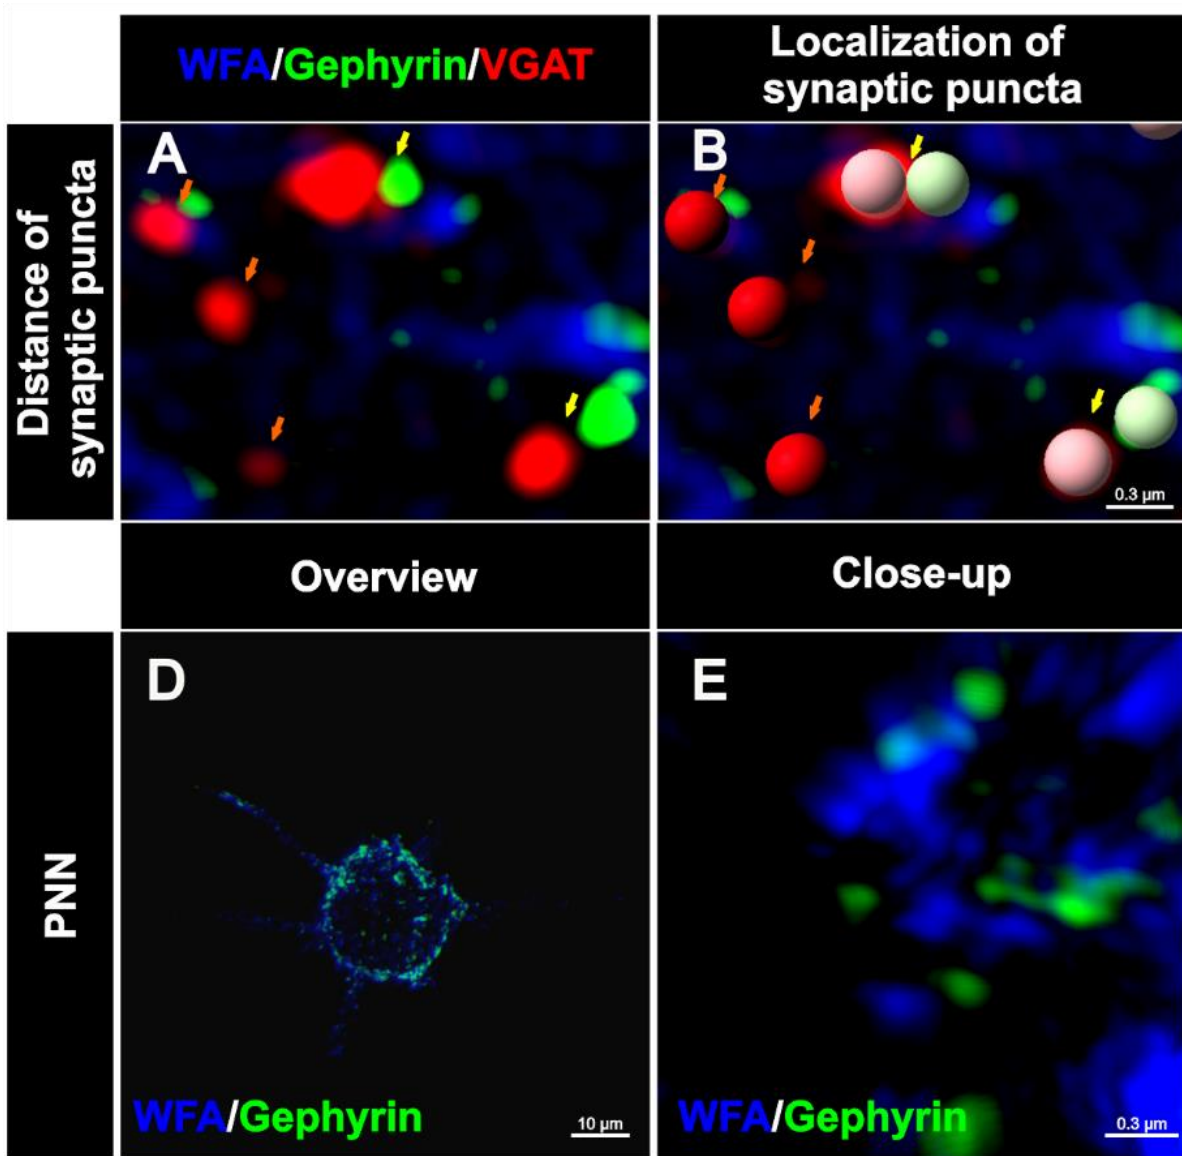 WFA/Gephyrin/VGAT
Localization of
synaptic puncta
Distance of
synaptic puncta
A
B
0.3 µm
Overview
Close-up
PNN
D
WFA/Gephyrin
10 µm
E
WFA/Gephyrin
0.3 µm